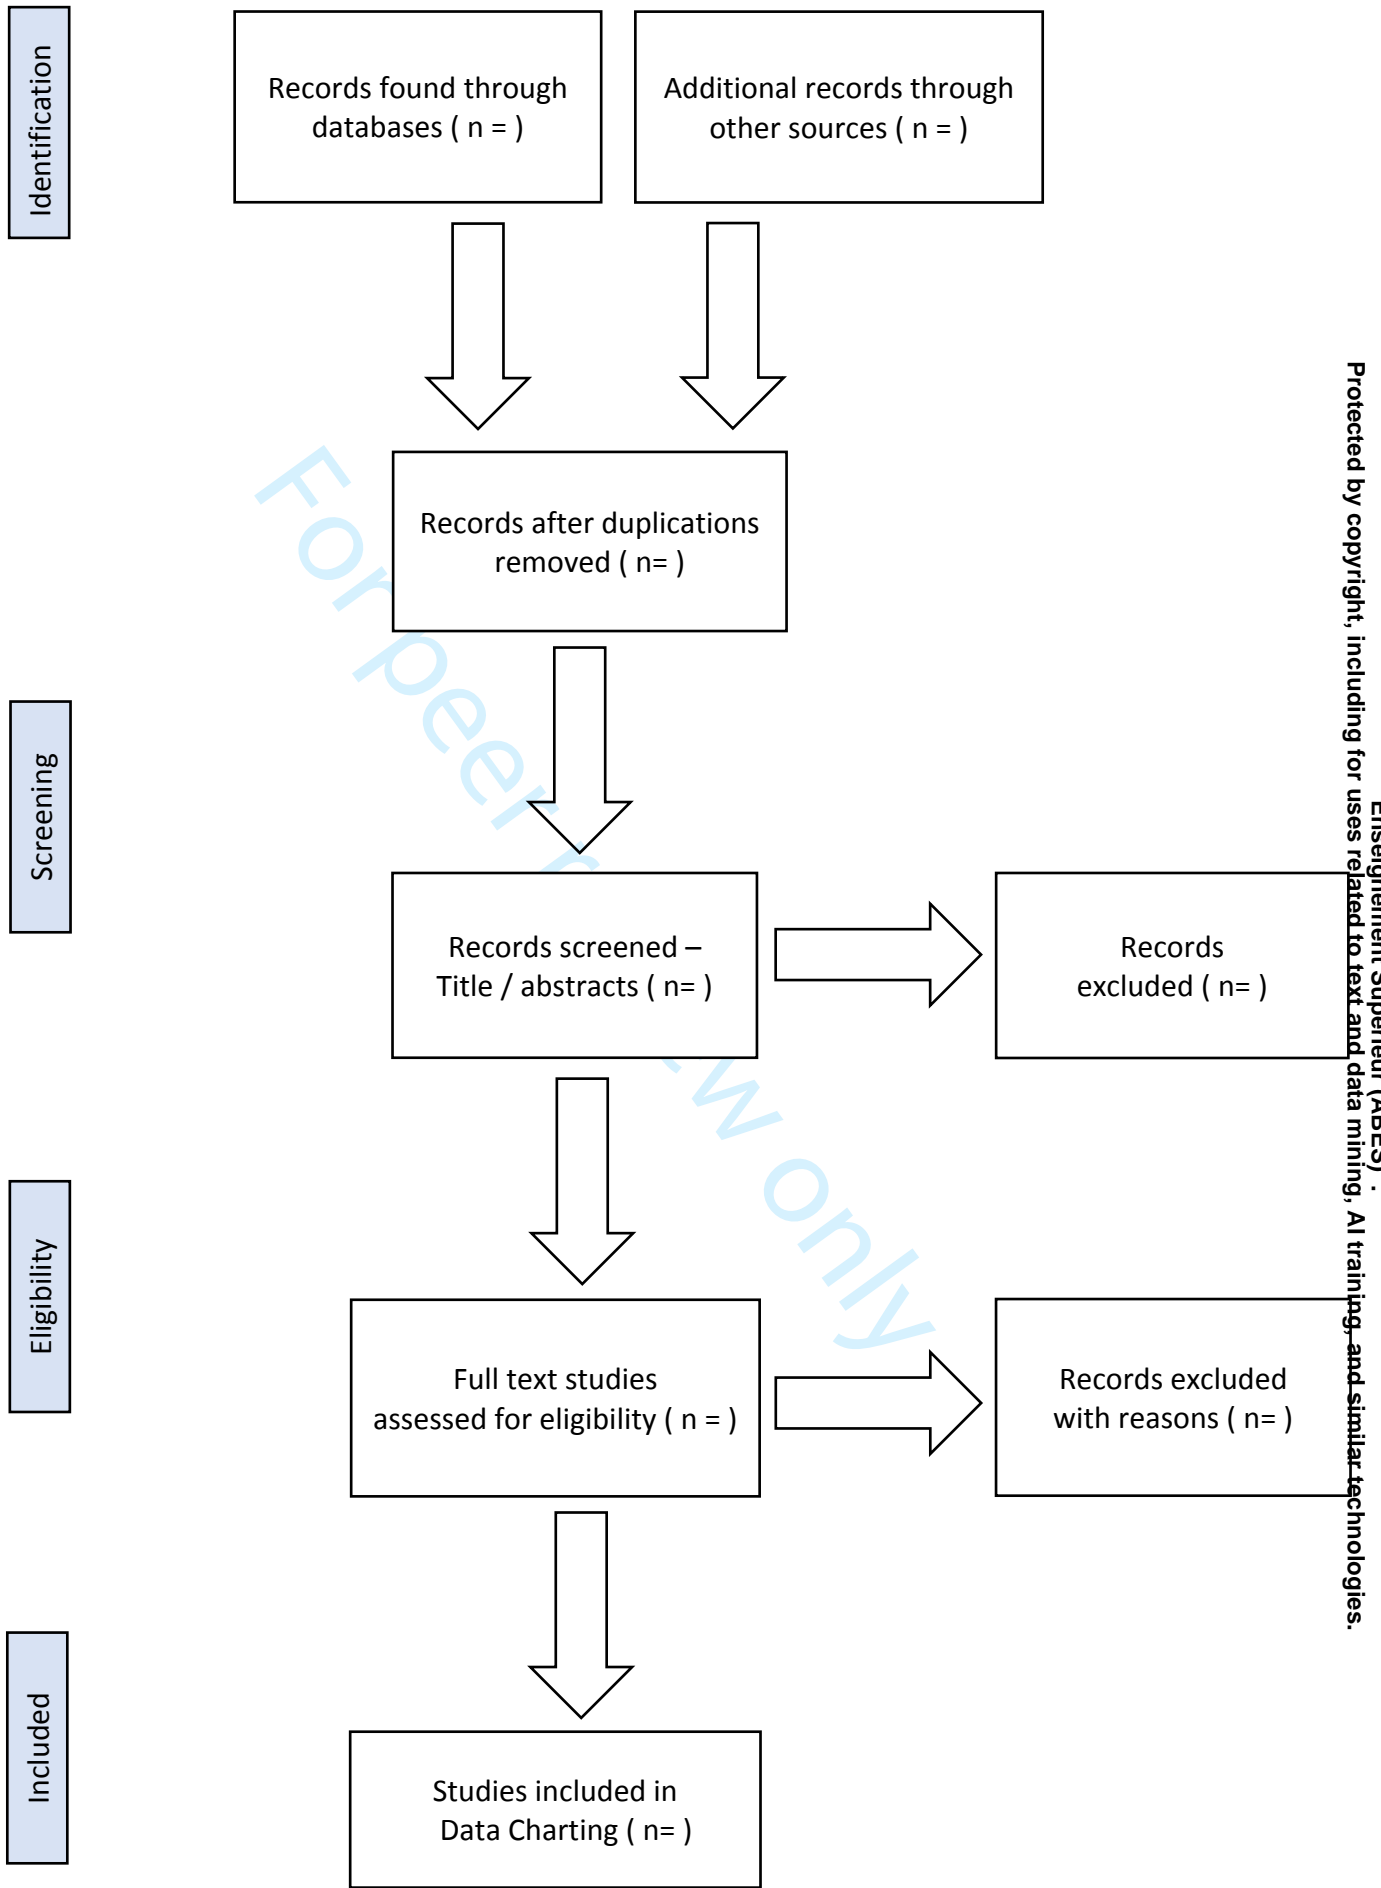 Identification
Records found through
databases ( n = )
Additional records through
other sources ( n = )
Records after duplications
removed ( n= )
Screening
Records screened –
Title / abstracts ( n= )
Records
excluded ( n= )
Eligibility
Full text studies
assessed for eligibility ( n = )
Records excluded
with reasons ( n= )
Included
Studies included in
Data Charting ( n= )
For peer review only
Enseignement Superieur (ABES) .
Protected by copyright, including for uses related to text and data mining, AI training, and similar technologies.